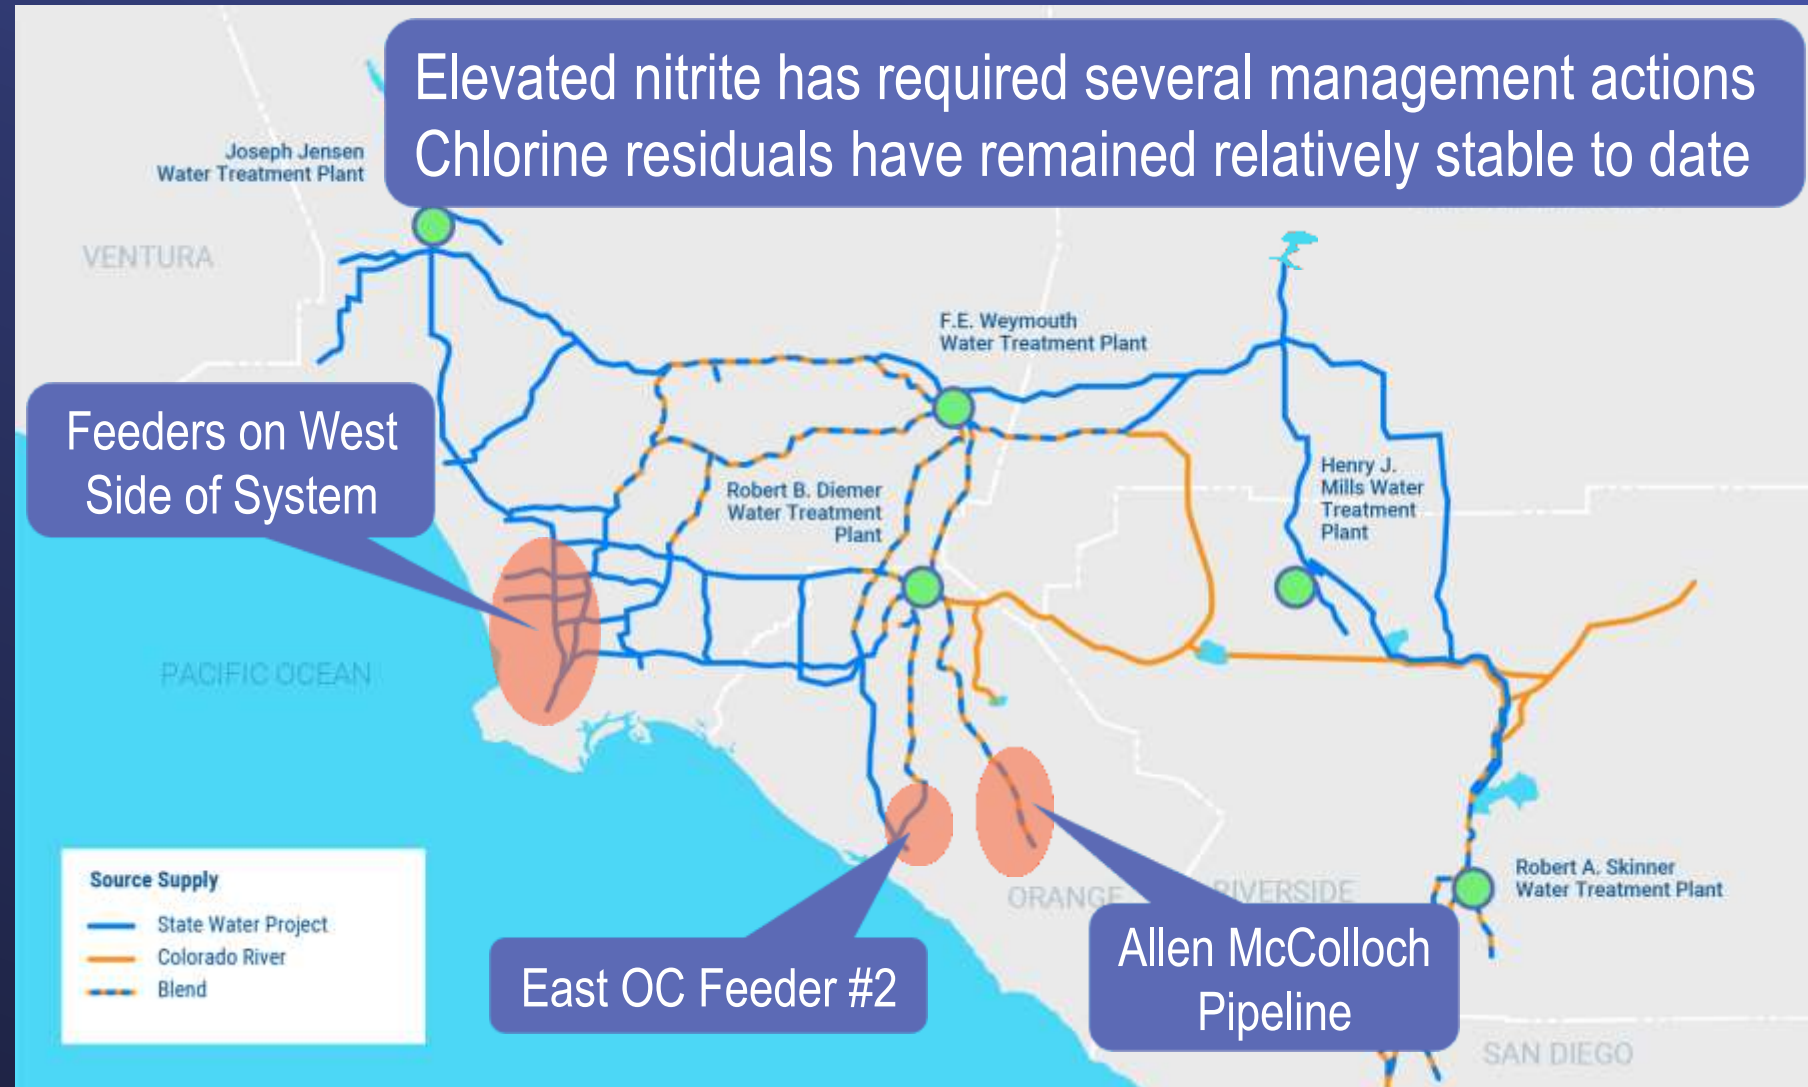 Elevated nitrite has required several management actions
Chlorine residuals have remained relatively stable to date
Joseph Jensen
Water Treatment Plant
VENTURA
F.E. Weymouth
Water Treatment Plant
Feeders on West
Side of System
Robert B. Diemer
Water Treatment
Plant
Henry J.
Mills Water
Treatment
Plant
PACIFIC OCEAN
Source Supply
State Water Project
Colorado River
Blend
East OC Feeder #2
ORANGE
RIVERSIDE
Allen McColloch
Pipeline
Robert A. Skinner
Water Treatment Plant
SAN DIEGO